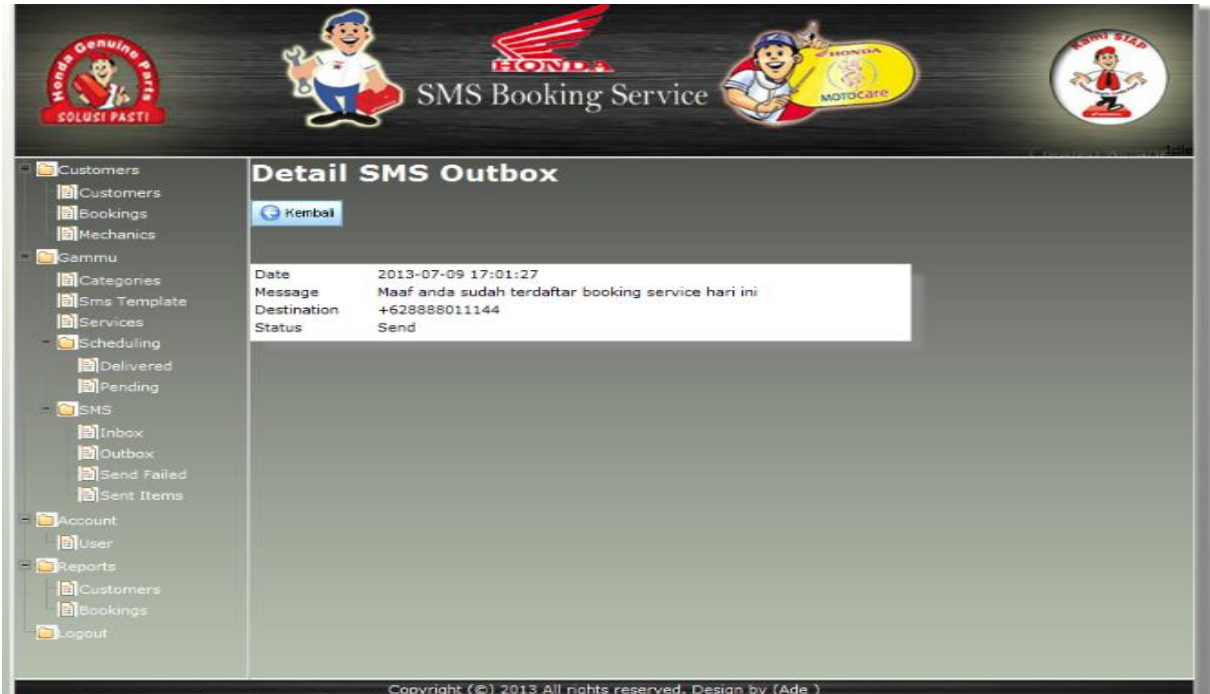 Honda Genuine Parts
SOLUSI PASTI
HONDA
SMS Booking Service
HONDA
MOTOCare
Kami SIAP
Idle
Customers
Customers
Bookings
Mechanics
Gammu
Categories
Sms Template
Services
Scheduling
Delivered
Pending
SMS
Inbox
Outbox
Send Failed
Sent Items
Account
User
Reports
Customers
Bookings
Logout
Detail SMS Outbox
Kembali
Date 2013-07-09 17:01:27
Message Maaf anda sudah terdaftar booking service hari ini
Destination +628888011144
Status Send
Copyright (©) 2013 All rights reserved. Design by (Ade )